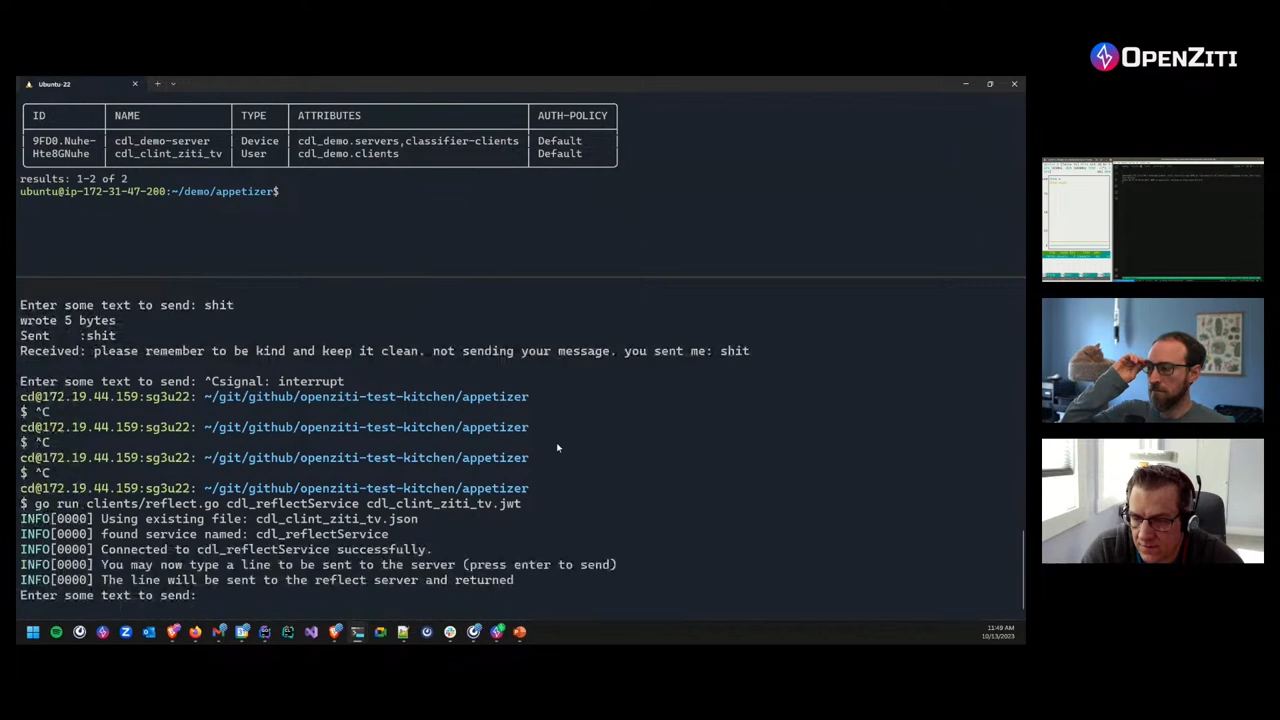 OPENZITI
Ubuntu-22
ID NAME TYPE ATTRIBUTES AUTH-POLICY
9FD0.Nuhe- cdl_demo-server Device cdl_demo.servers,classifier-clients Default
Hte8GNuhe cdl_clint_ziti_tv User cdl_demo.clients Default
results: 1-2 of 2
ubuntu@ip-172-31-47-200:~/demo/appetizer$
Enter some text to send: shit
wrote 5 bytes
Sent :shit
Received: please remember to be kind and keep it clean. not sending your message. you sent me: shit
Enter some text to send: ^Csignal: interrupt
cd@172.19.44.159:sg3u22: ~/git/github/openziti-test-kitchen/appetizer
$ ^C
cd@172.19.44.159:sg3u22: ~/git/github/openziti-test-kitchen/appetizer
$ ^C
cd@172.19.44.159:sg3u22: ~/git/github/openziti-test-kitchen/appetizer
$ ^C
cd@172.19.44.159:sg3u22: ~/git/github/openziti-test-kitchen/appetizer
$ go run clients/reflect.go cdl_reflectService cdl_clint_ziti_tv.jwt
INFO[0000] Using existing file: cdl_clint_ziti_tv.json
INFO[0000] found service named: cdl_reflectService
INFO[0000] Connected to cdl_reflectService successfully.
INFO[0000] You may now type a line to be sent to the server (press enter to send)
INFO[0000] The line will be sent to the reflect server and returned
Enter some text to send:
11:49 AM
10/13/2023